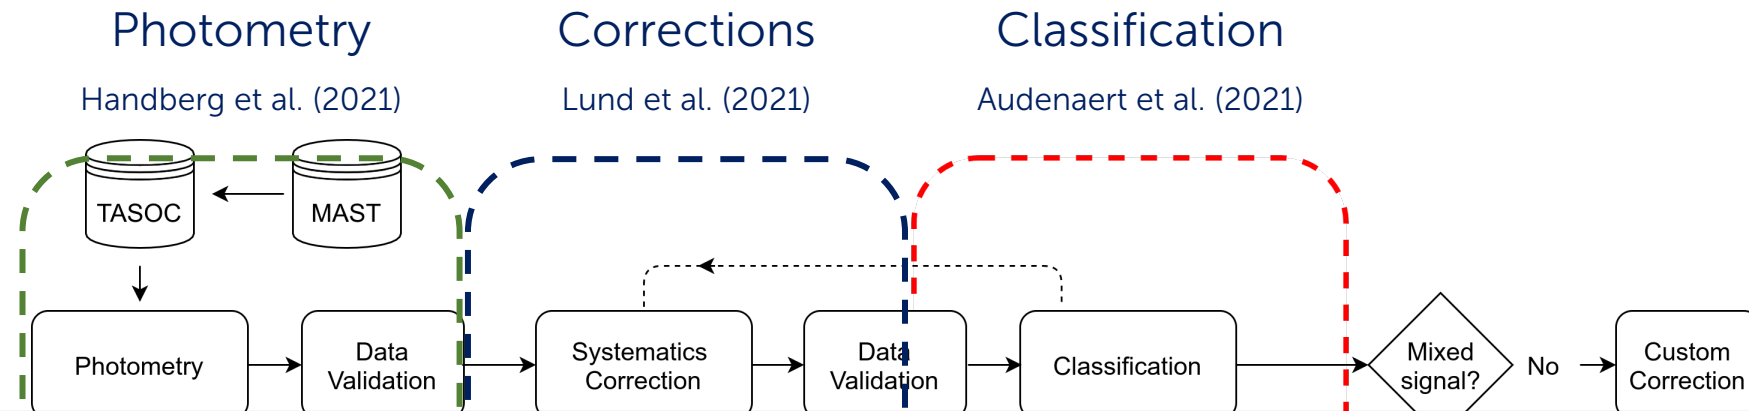 Photometry
Corrections
Classification
Handberg et al. (2021)
Lund et al. (2021)
Audenaert et al. (2021)
TASOC
MAST
Photometry
Data
Validation
Systematics
Correction
Data
Validation
Classification
Mixed
signal?
No
Custom
Correction